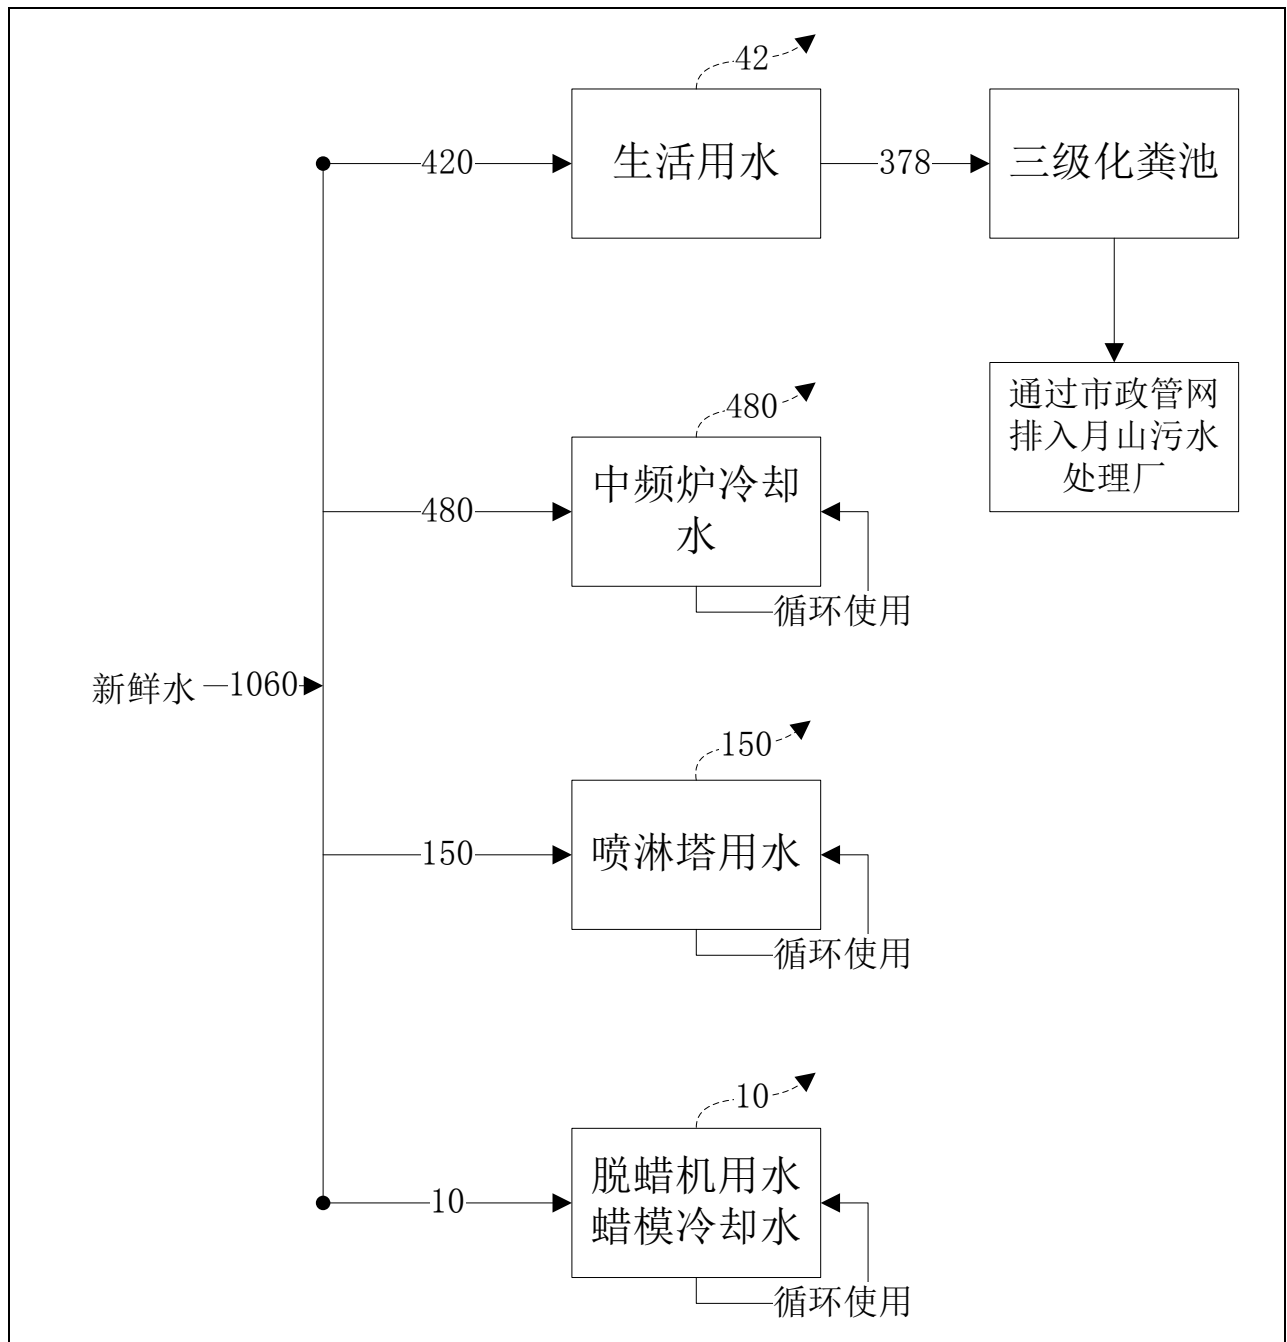 42
420
生活用水
378
三级化粪池
通过市政管网
排入月山污水
处理厂
480
480
中频炉冷却
水
循环使用
新鲜水
1060
150
150
喷淋塔用水
循环使用
10
10
脱蜡机用水
蜡模冷却水
循环使用